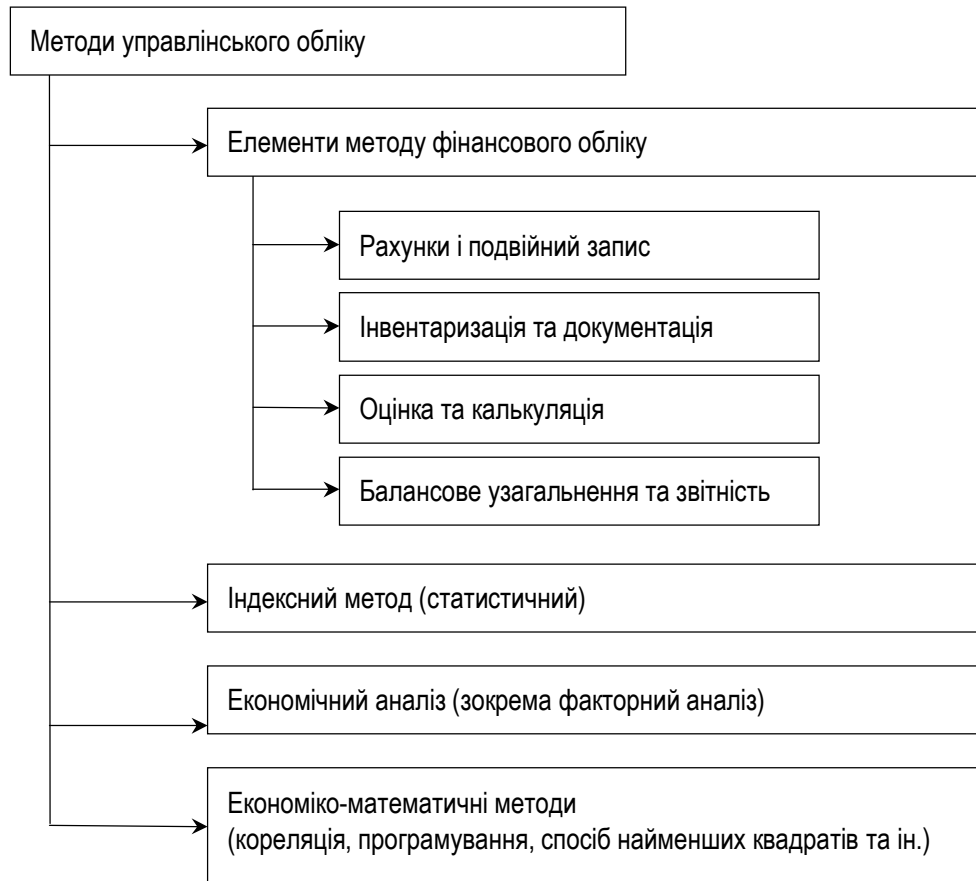 Методи управлінського обліку
Елементи методу фінансового обліку
Рахунки і подвійний запис
Інвентаризація та документація
Оцінка та калькуляція
Балансове узагальнення та звітність
Індексний метод (статистичний)
Економічний аналіз (зокрема факторний аналіз)
Економіко-математичні методи
(кореляція, програмування, спосіб найменших квадратів та ін.)